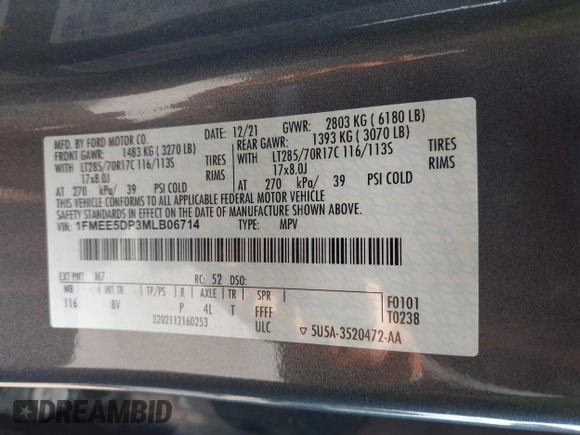 MFD. BY FORD MOTOR CO.
DATE: 12/21
GVWR: 2803 KG ( 6180 LB)
FRONT GAWR: 1483 KG ( 3270 LB)
REAR GAWR: 1393 KG ( 3070 LB)
WITH LT285/70R17C 116/113S TIRES
WITH LT285/70R17C 116/113S TIRES
17x8.0J RIMS
17x8.0J RIMS
AT 270 kPa/ 39 PSI COLD
AT 270 kPa/ 39 PSI COLD
THIS VEHICLE CONFORMS TO ALL APPLICABLE FEDERAL MOTOR VEHICLE
SAFETY STANDARDS IN EFFECT ON THE DATE OF MANUFACTURE SHOWN ABOVE.
VIN: 1FMEE5DP3MLB06714
TYPE: MPV
EXT PNT: M7 RC: 52 DSO:
WB INT TR TP/PS R AXLE TR SPR
116 BV P 4L T FFFF
3202112160253 ULC
F0101
T0238
▽ 5U5A-3520472-AA
DREAMBID